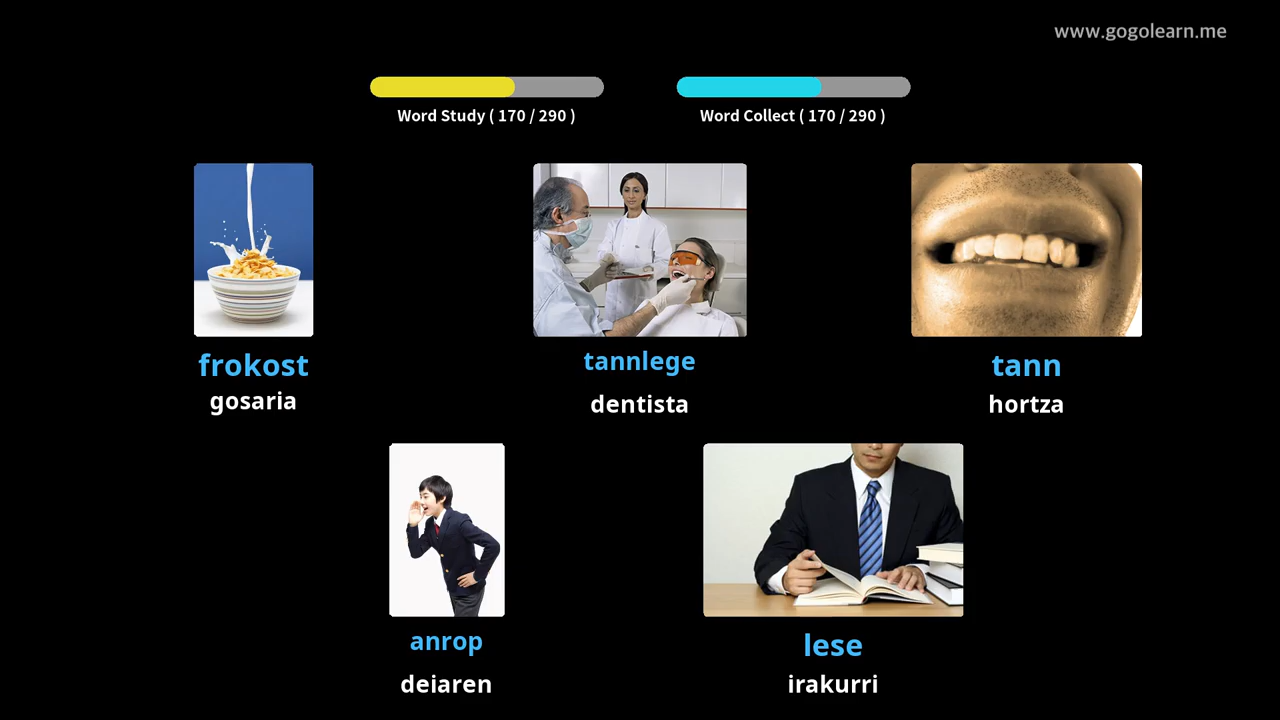 www.gogolearn.me
Word Study ( 170 / 290 )
Word Collect ( 170 / 290 )
frokost
gosaria
tannlege
dentista
tann
hortza
anrop
deiaren
lese
irakurri